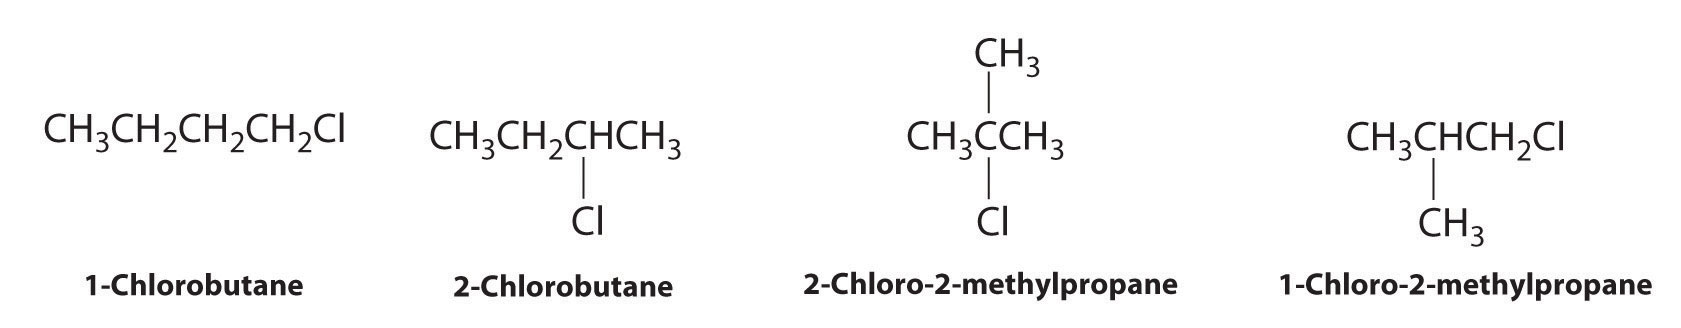 CH₃CH₂CH₂CH₂Cl
1-Chlorobutane
CH₃CH₂CHCH₃
Cl
2-Chlorobutane
CH₃
CH₃CCH₃
Cl
2-Chloro-2-methylpropane
CH₃CHCH₂Cl
CH₃
1-Chloro-2-methylpropane